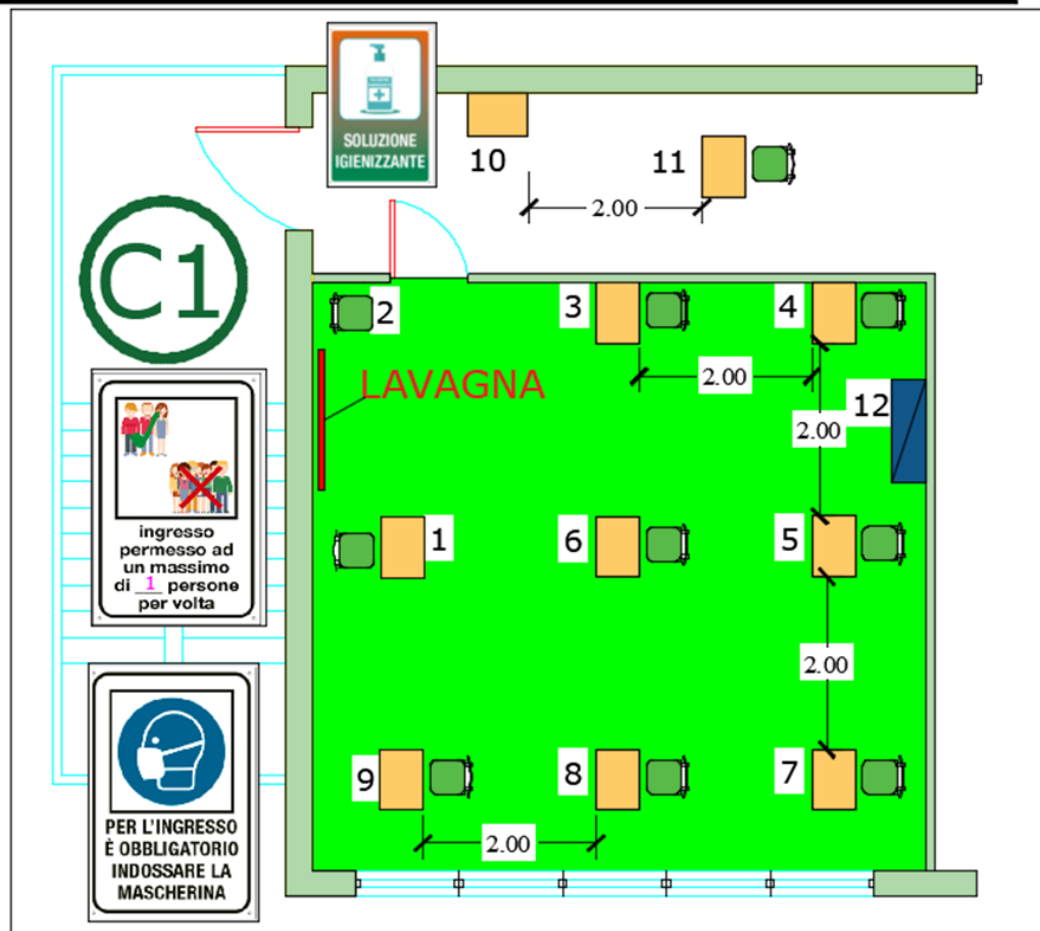 SOLUZIONE
IGIENIZZANTE
10
11
2.00
C1
2
3
4
2.00
LAVAGNA
12
2.00
ingresso
permesso ad
un massimo
di 1 persone
per volta
1
6
5
2.00
PER L'INGRESSO
È OBBLIGATORIO
INDOSSARE LA
MASCHERINA
9
8
7
2.00